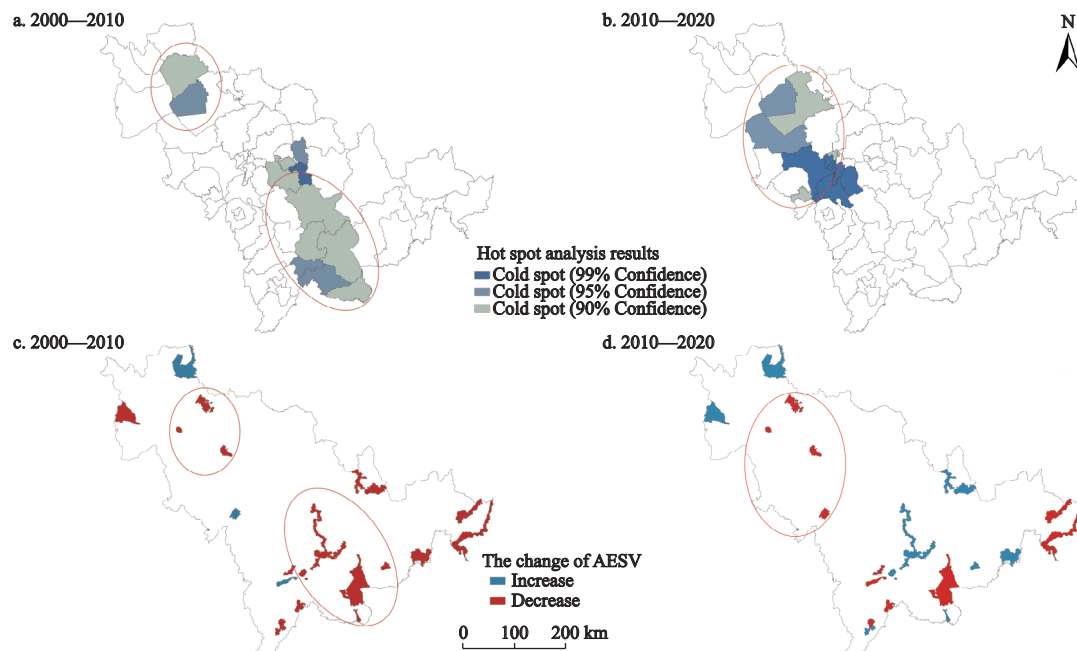 a. 2000—2010
b. 2010—2020
N
Hot spot analysis results
Cold spot (99% Confidence)
Cold spot (95% Confidence)
Cold spot (90% Confidence)
c. 2000—2010
d. 2010—2020
The change of AESV
Increase
Decrease
0 100 200 km